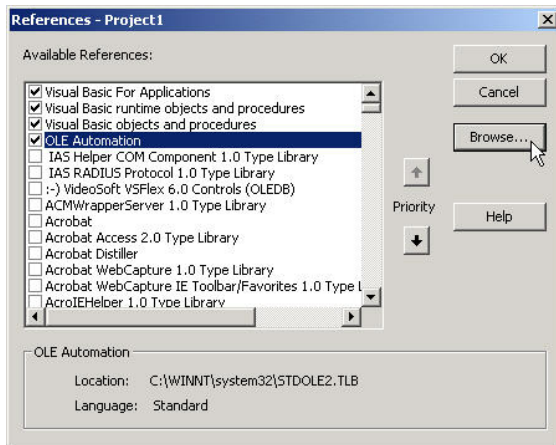 References - Project1
Available References:
Visual Basic For Applications
Visual Basic runtime objects and procedures
Visual Basic objects and procedures
OLE Automation
IAS Helper COM Component 1.0 Type Library
IAS RADIUS Protocol 1.0 Type Library
:-) VideoSoft VSFlex 6.0 Controls (OLEDB)
ACMWrapperServer 1.0 Type Library
Acrobat
Acrobat Access 2.0 Type Library
Acrobat Distiller
Acrobat WebCapture 1.0 Type Library
Acrobat WebCapture IE Toolbar/Favorites 1.0 Type L
AcroIEHelper 1.0 Type Library
Priority
OK
Cancel
Browse...
Help
OLE Automation
Location: C:\WINNT\system32\STDOLE2.TLB
Language: Standard